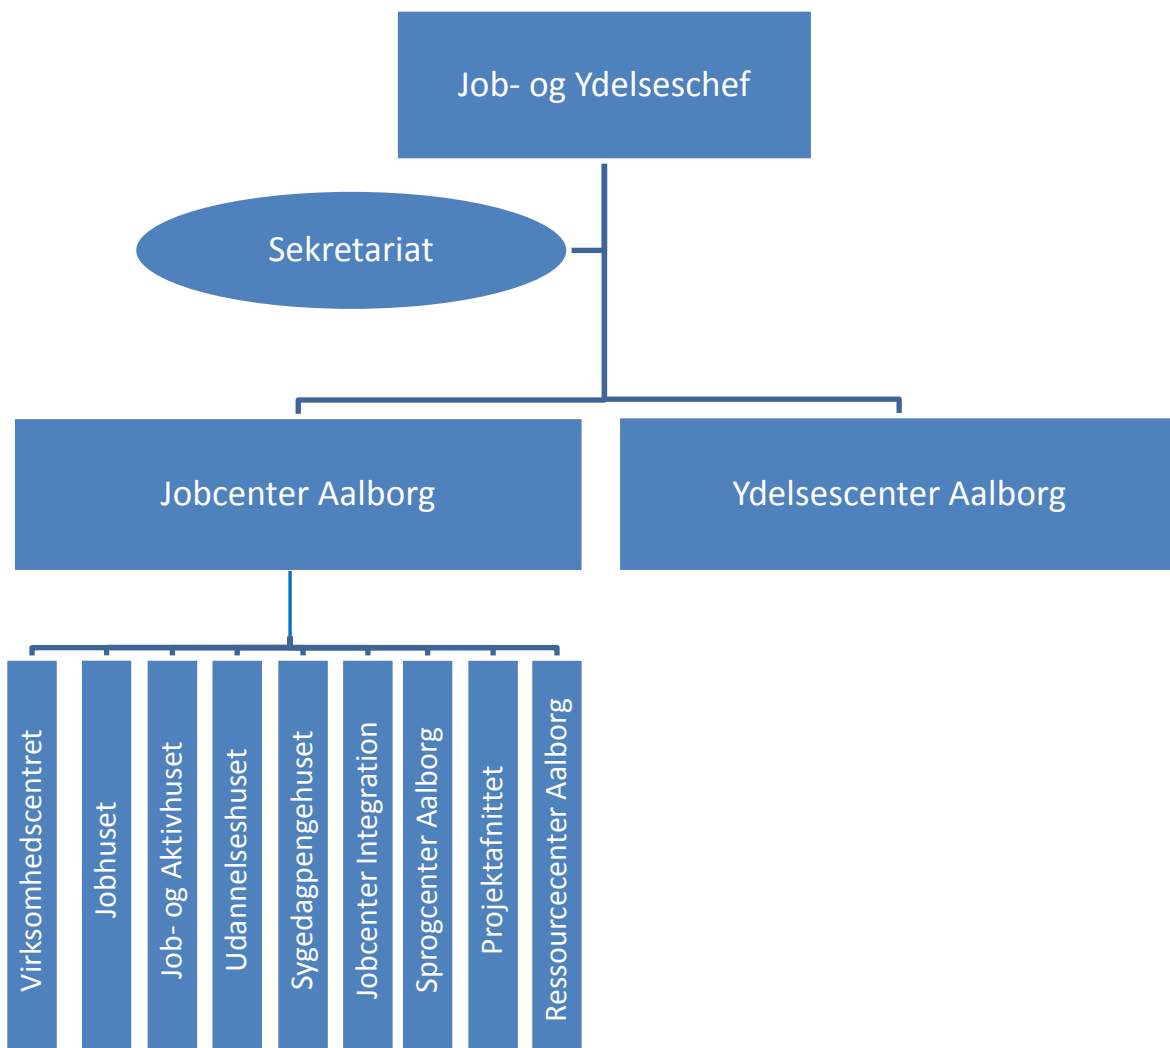 Job- og Ydelseschef
Sekretariat
Jobcenter Aalborg
Ydelsescenter Aalborg
Virksomhedscentret
Jobhuset
Job- og Aktivhuset
Udannelseshuset
Sygedagpengehuset
Jobcenter Integration
Sprogcenter Aalborg
Projektafnittet
Ressourcecenter Aalborg